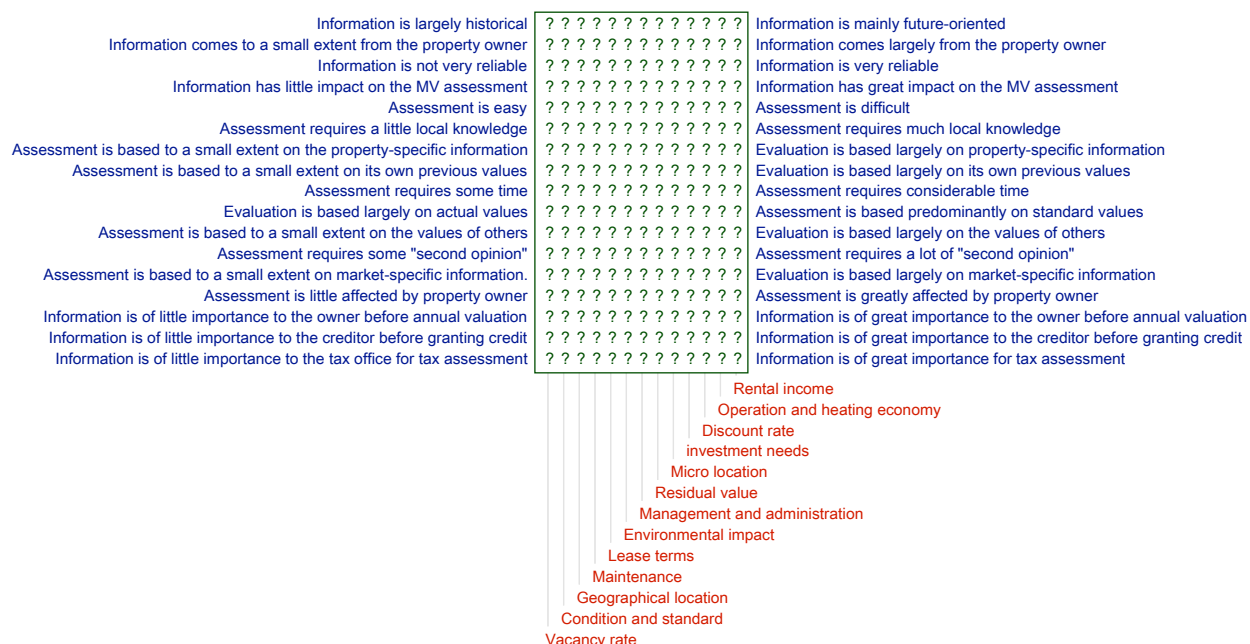 Information is largely historical ? ? ? ? ? ? ? ? ? ? ? ? ? Information is mainly future-oriented
Information comes to a small extent from the property owner ? ? ? ? ? ? ? ? ? ? ? ? ? Information comes largely from the property owner
Information is not very reliable ? ? ? ? ? ? ? ? ? ? ? ? ? Information is very reliable
Information has little impact on the MV assessment ? ? ? ? ? ? ? ? ? ? ? ? ? Information has great impact on the MV assessment
Assessment is easy ? ? ? ? ? ? ? ? ? ? ? ? ? Assessment is difficult
Assessment requires a little local knowledge ? ? ? ? ? ? ? ? ? ? ? ? ? Assessment requires much local knowledge
Assessment is based to a small extent on the property-specific information ? ? ? ? ? ? ? ? ? ? ? ? ? Evaluation is based largely on property-specific information
Assessment is based to a small extent on its own previous values ? ? ? ? ? ? ? ? ? ? ? ? ? Evaluation is based largely on its own previous values
Assessment requires some time ? ? ? ? ? ? ? ? ? ? ? ? ? Assessment requires considerable time
Evaluation is based largely on actual values ? ? ? ? ? ? ? ? ? ? ? ? ? Assessment is based predominantly on standard values
Assessment is based to a small extent on the values of others ? ? ? ? ? ? ? ? ? ? ? ? ? Evaluation is based largely on the values of others
Assessment requires some "second opinion" ? ? ? ? ? ? ? ? ? ? ? ? ? Assessment requires a lot of "second opinion"
Assessment is based to a small extent on market-specific information. ? ? ? ? ? ? ? ? ? ? ? ? ? Evaluation is based largely on market-specific information
Assessment is little affected by property owner ? ? ? ? ? ? ? ? ? ? ? ? ? Assessment is greatly affected by property owner
Information is of little importance to the owner before annual valuation ? ? ? ? ? ? ? ? ? ? ? ? ? Information is of great importance to the owner before annual valuation
Information is of little importance to the creditor before granting credit ? ? ? ? ? ? ? ? ? ? ? ? ? Information is of great importance to the creditor before granting credit
Information is of little importance to the tax office for tax assessment ? ? ? ? ? ? ? ? ? ? ? ? ? Information is of great importance for tax assessment
Rental income
Operation and heating economy
Discount rate
investment needs
Micro location
Residual value
Management and administration
Environmental impact
Lease terms
Maintenance
Geographical location
Condition and standard
Vacancy rate